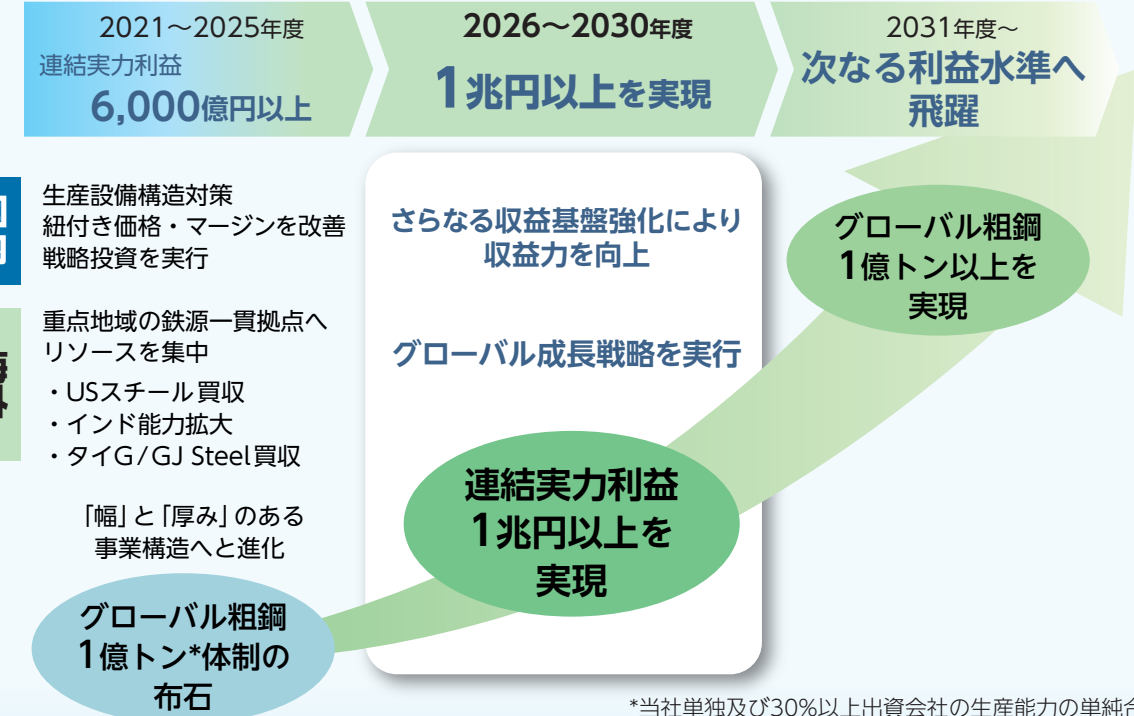 2021～2025年度
連結実力利益
6,000億円以上
2026～2030年度
1兆円以上を実現
2031年度～
次なる利益水準へ
飛躍
生産設備構造対策
紐付き価格・マージンを改善
戦略投資を実行
重点地域の鉄源一貫拠点へ
リソースを集中
・USスチール買収
・インド能力拡大
・タイG/GJ Steel買収
「幅」と「厚み」のある
事業構造へと進化
グローバル粗鋼
1億トン*体制の
布石
さらなる収益基盤強化により
収益力を向上
グローバル成長戦略を実行
連結実力利益
1兆円以上を
実現
グローバル粗鋼
1億トン以上を
実現
*当社単独及び30%以上出資会社の生産能力の単純